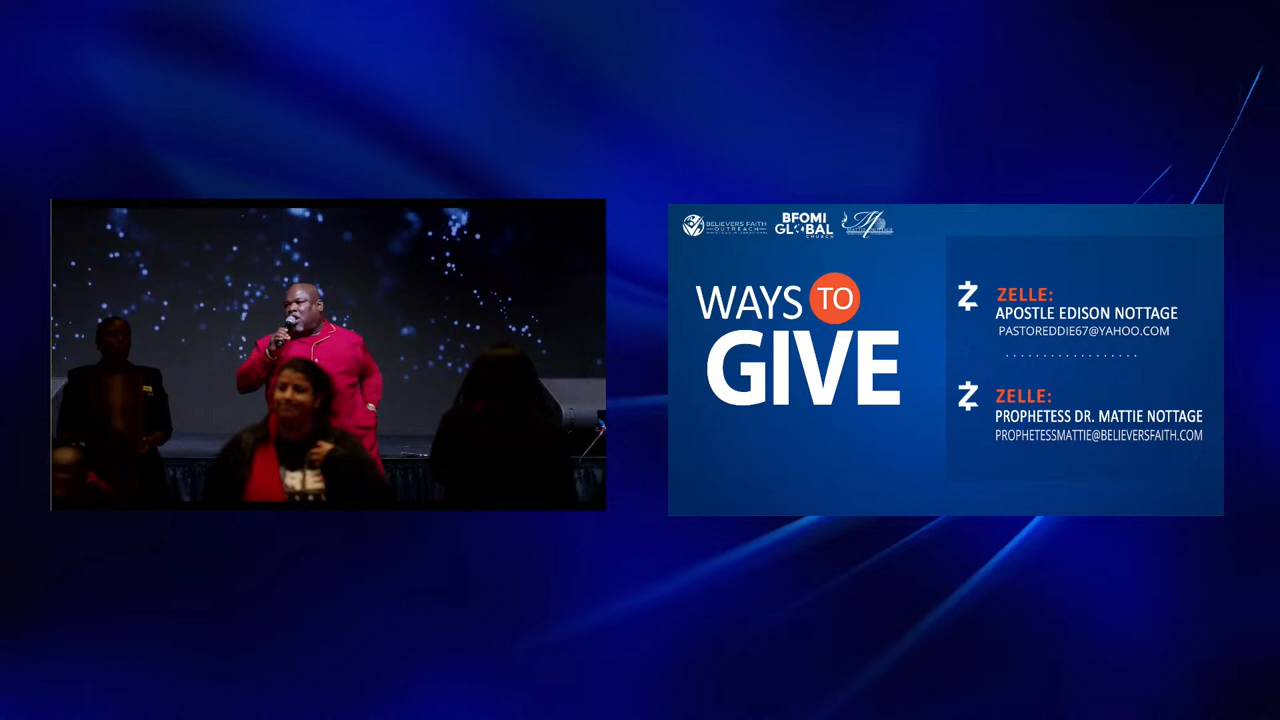 BELIEVERS FAITH
OUTREACH
BFOMI
GLOBAL
CHURCH
WAYS TO
GIVE
ZELLE:
APOSTLE EDISON NOTTAGE
PASTOREDDIE67@YAHOO.COM
ZELLE:
PROPHETESS DR. MATTIE NOTTAGE
PROPHETESSMATTIE@BELIEVERSFAITH.COM